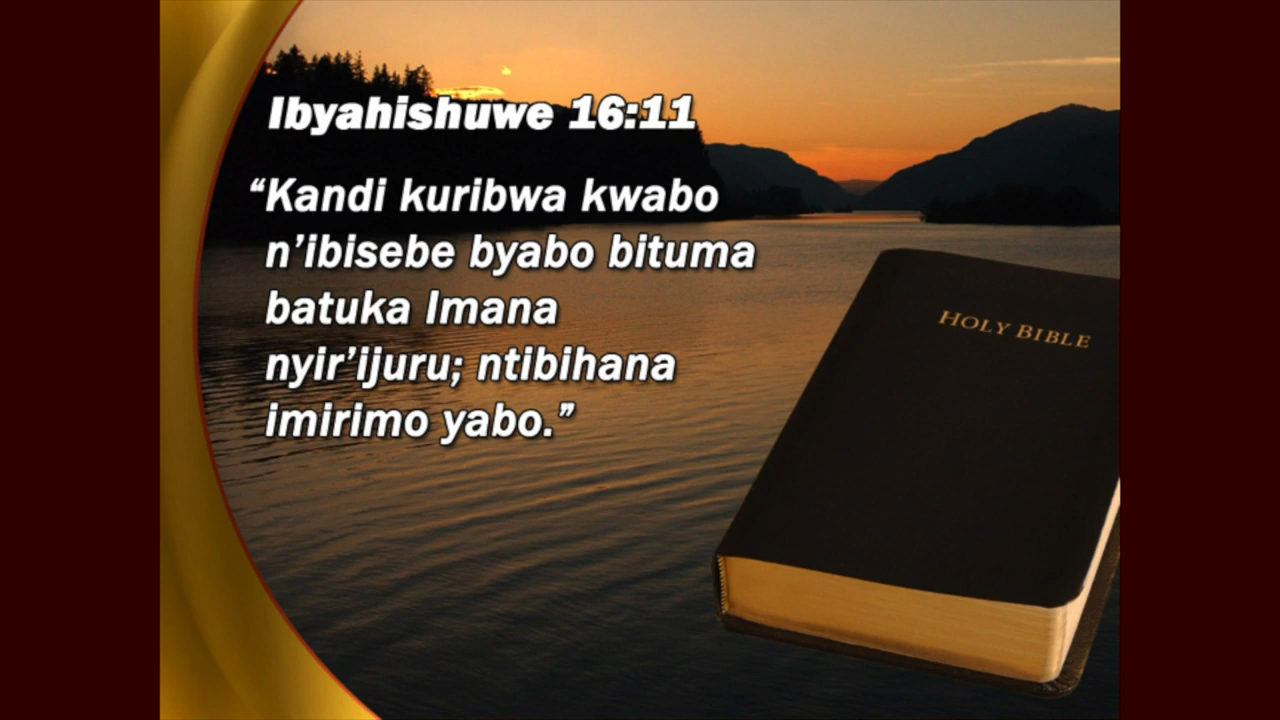 Ibyahishuwe 16:11
“Kandi kuribwa kwabo
n’ibisebe byabo bituma
batuka Imana
nyir’ijuru; ntibihana
imirimo yabo.”
HOLY BIBLE